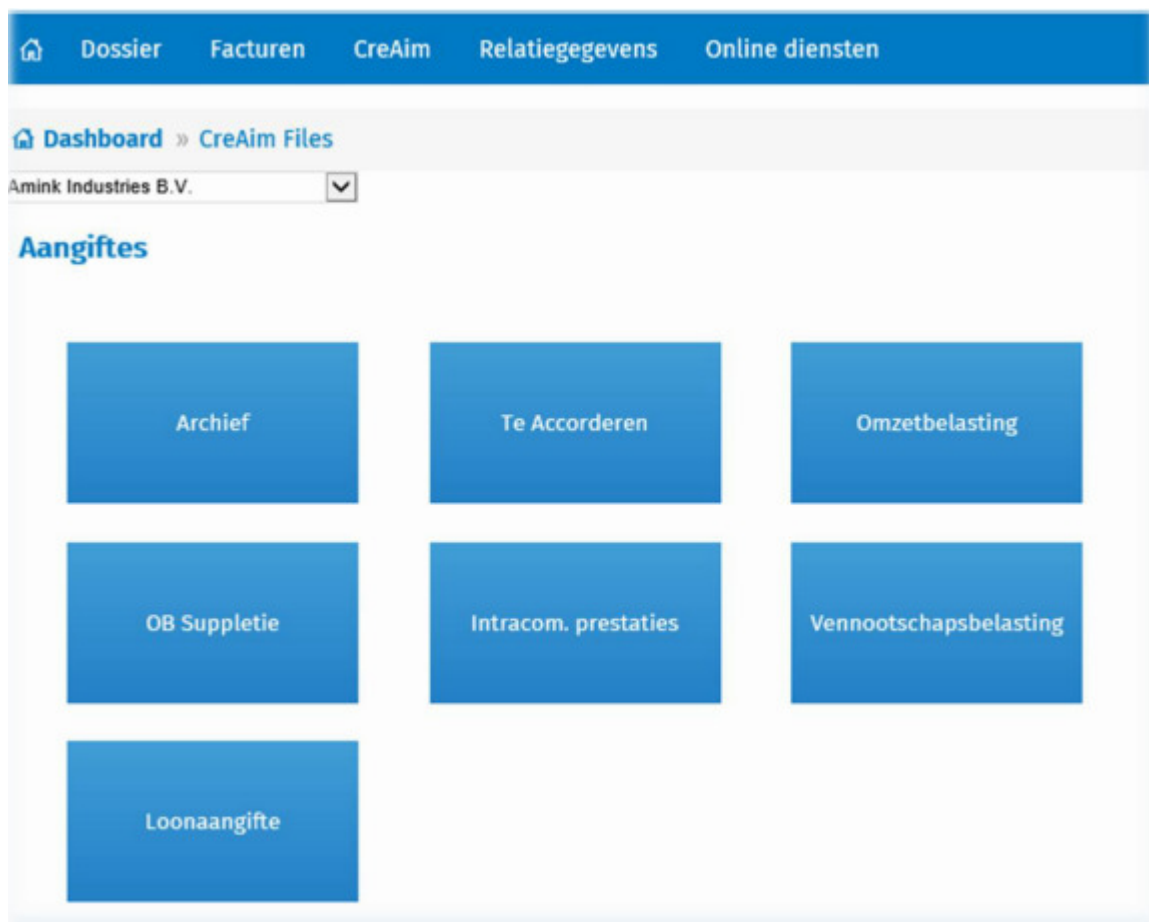 Dossier Facturen CreAim Relatiegegevens Online diensten
Dashboard » CreAim Files
Amink Industries B.V.
Aangiftes
Archief Te Accorderen Omzetbelasting
OB Suppletie Intracom. prestaties Vennootschapsbelasting
Loonaangifte